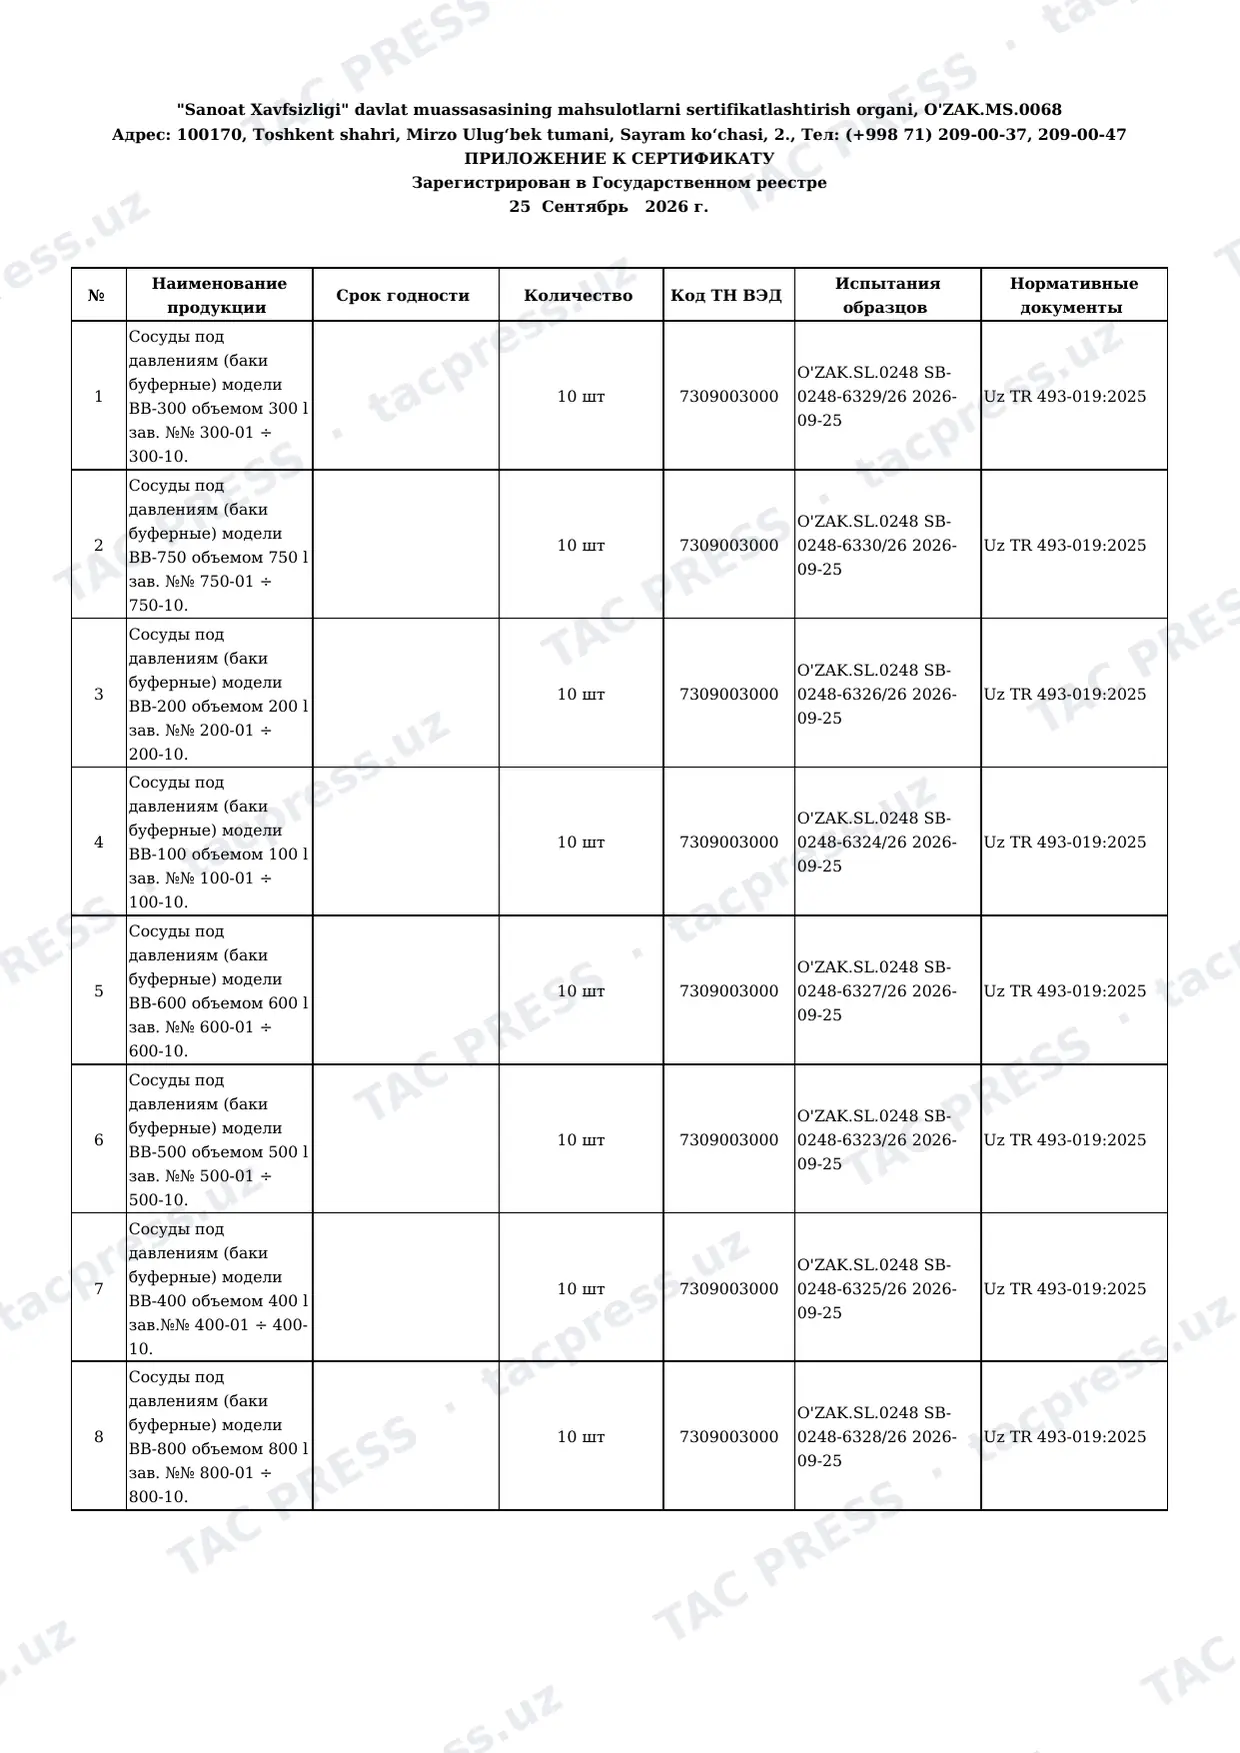 "Sanoat Xavfsizligi" davlat muassasasining mahsulotlarni sertifikatlashtirish organi, O'ZAK.MS.0068
Адрес: 100170, Toshkent shahri, Mirzo Ulug‘bek tumani, Sayram ko‘chasi, 2., Тел: (+998 71) 209-00-37, 209-00-47
ПРИЛОЖЕНИЕ К СЕРТИФИКАТУ
Зарегистрирован в Государственном реестре
25 Сентябрь 2026 г.
№ Наименование продукции Срок годности Количество Код ТН ВЭД Испытания образцов Нормативные документы
1
Сосуды под
давлениям (баки
буферные) модели
BB-300 объемом 300 l
зав. №№ 300-01 ÷
300-10.
10 шт
7309003000
O'ZAK.SL.0248 SB-
0248-6329/26 2026-
09-25
Uz TR 493-019:2025
2
Сосуды под
давлениям (баки
буферные) модели
BB-750 объемом 750 l
зав. №№ 750-01 ÷
750-10.
10 шт
7309003000
O'ZAK.SL.0248 SB-
0248-6330/26 2026-
09-25
Uz TR 493-019:2025
3
Сосуды под
давлениям (баки
буферные) модели
BB-200 объемом 200 l
зав. №№ 200-01 ÷
200-10.
10 шт
7309003000
O'ZAK.SL.0248 SB-
0248-6326/26 2026-
09-25
Uz TR 493-019:2025
4
Сосуды под
давлениям (баки
буферные) модели
BB-100 объемом 100 l
зав. №№ 100-01 ÷
100-10.
10 шт
7309003000
O'ZAK.SL.0248 SB-
0248-6324/26 2026-
09-25
Uz TR 493-019:2025
5
Сосуды под
давлениям (баки
буферные) модели
BB-600 объемом 600 l
зав. №№ 600-01 ÷
600-10.
10 шт
7309003000
O'ZAK.SL.0248 SB-
0248-6327/26 2026-
09-25
Uz TR 493-019:2025
6
Сосуды под
давлениям (баки
буферные) модели
BB-500 объемом 500 l
зав. №№ 500-01 ÷
500-10.
10 шт
7309003000
O'ZAK.SL.0248 SB-
0248-6323/26 2026-
09-25
Uz TR 493-019:2025
7
Сосуды под
давлениям (баки
буферные) модели
BB-400 объемом 400 l
зав.№№ 400-01 ÷ 400-
10.
10 шт
7309003000
O'ZAK.SL.0248 SB-
0248-6325/26 2026-
09-25
Uz TR 493-019:2025
8
Сосуды под
давлениям (баки
буферные) модели
BB-800 объемом 800 l
зав. №№ 800-01 ÷
800-10.
10 шт
7309003000
O'ZAK.SL.0248 SB-
0248-6328/26 2026-
09-25
Uz TR 493-019:2025
TAC PRESS · tacpress.uz